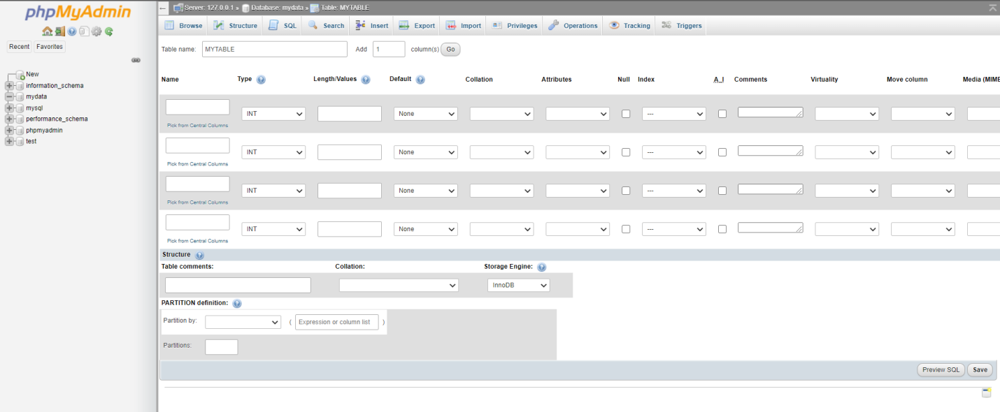 phpMyAdmin
Recent Favorites
New
information_schema
mydata
mysql
performance_schema
phpmyadmin
test
Server: 127.0.0.1 » Database: mydata » Table: MYTABLE
Browse Structure SQL Search Insert Export Import Privileges Operations Tracking Triggers
Table name: MYTABLE Add 1 column(s) Go
Name Type Length/Values Default Collation Attributes Null Index A_I Comments Virtuality Move column Media (MIME
INT None ---
Pick from Central Columns
INT None ---
Pick from Central Columns
INT None ---
Pick from Central Columns
INT None ---
Pick from Central Columns
Structure
Table comments: Collation: Storage Engine:
InnoDB
PARTITION definition:
Partition by: ( Expression or column list )
Partitions:
Preview SQL Save